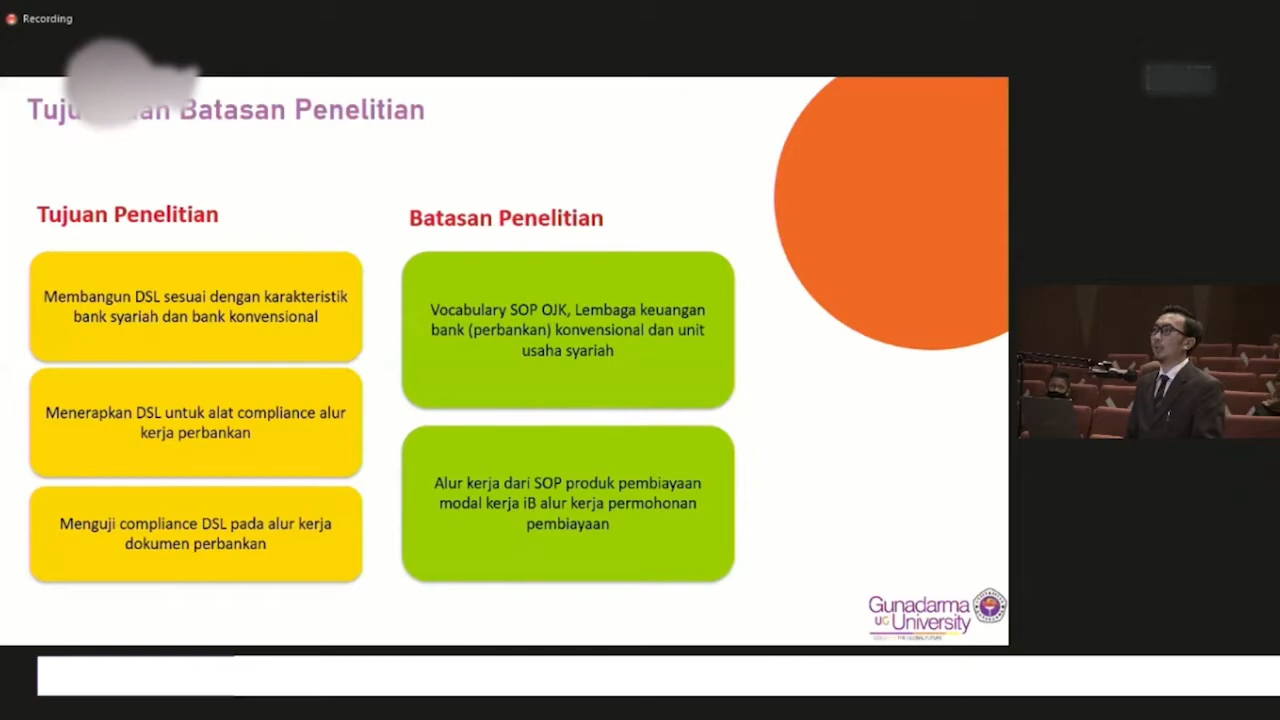 Recording
Batasan Penelitian
Tujuan Penelitian
Membangun DSL sesuai dengan karakteristik
bank syariah dan bank konvensional
Menerapkan DSL untuk alat compliance alur
kerja perbankan
Menguji compliance DSL pada alur kerja
dokumen perbankan
Batasan Penelitian
Vocabulary SOP OJK, Lembaga keuangan
bank (perbankan) konvensional dan unit
usaha syariah
Alur kerja dari SOP produk pembiayaan
modal kerja iB alur kerja permohonan
pembiayaan
Gunadarma
UG University